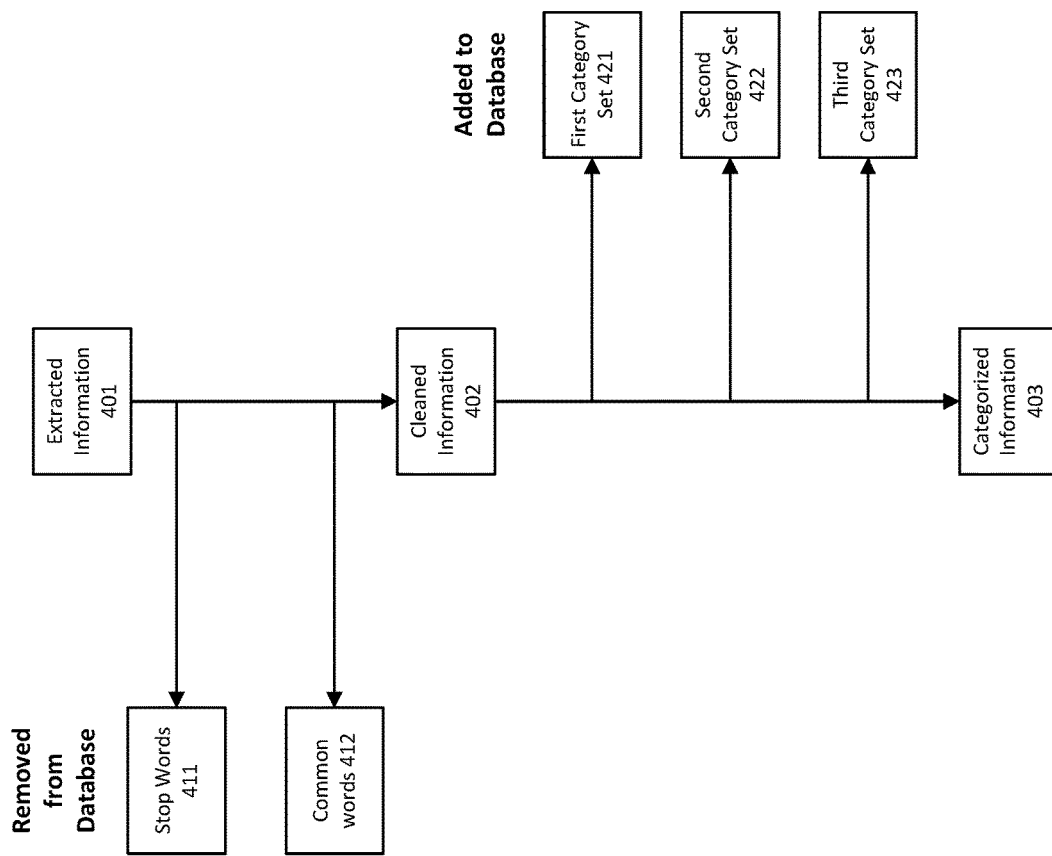 Removed
from
Database
Stop Words
411
Common
words 412
Extracted
Information
401
Cleaned
Information
402
Categorized
Information
403
Added to
Database
First Category
Set 421
Second
Category Set
422
Third
Category Set
423